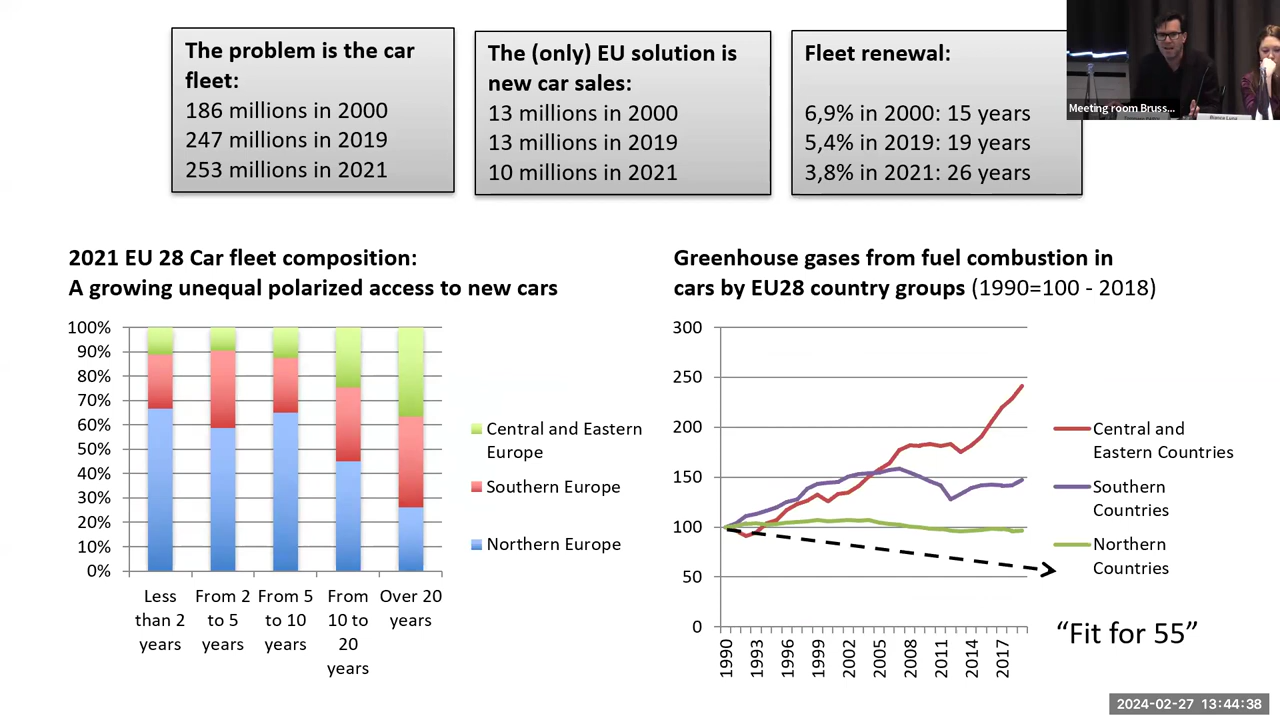 The problem is the car
fleet:
186 millions in 2000
247 millions in 2019
253 millions in 2021
The (only) EU solution is
new car sales:
13 millions in 2000
13 millions in 2019
10 millions in 2021
Fleet renewal:
6,9% in 2000: 15 years
5,4% in 2019: 19 years
3,8% in 2021: 26 years
Meeting room Bruss...
2021 EU 28 Car fleet composition:
A growing unequal polarized access to new cars
100%
90%
80%
70%
60%
50%
40%
30%
20%
10%
0%
Less
than 2
years
From 2
to 5
years
From 5
to 10
years
From
10 to
20
years
Over 20
years
Central and Eastern
Europe
Southern Europe
Northern Europe
Greenhouse gases from fuel combustion in
cars by EU28 country groups (1990=100 - 2018)
300
250
200
150
100
50
0
1990
1993
1996
1999
2002
2005
2008
2011
2014
2017
Central and
Eastern Countries
Southern
Countries
Northern
Countries
“Fit for 55”
2024-02-27 13:44:38